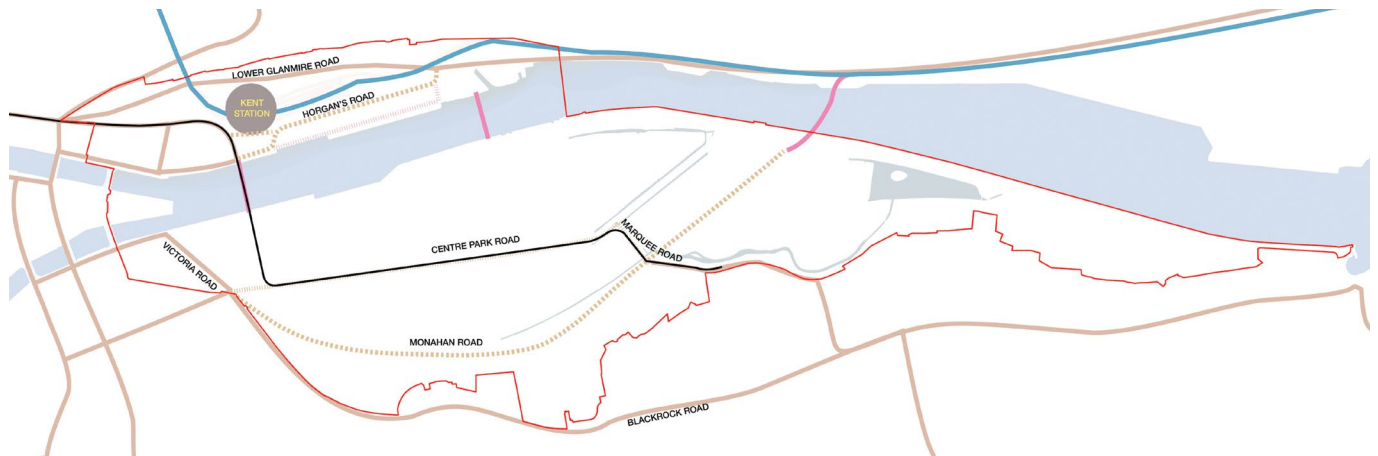 LOWER GLANMIRE ROAD
KENT
STATION
HORGAN'S ROAD
MARQUEE ROAD
CENTRE PARK ROAD
VICTORIA ROAD
MONAHAN ROAD
BLACKROCK ROAD